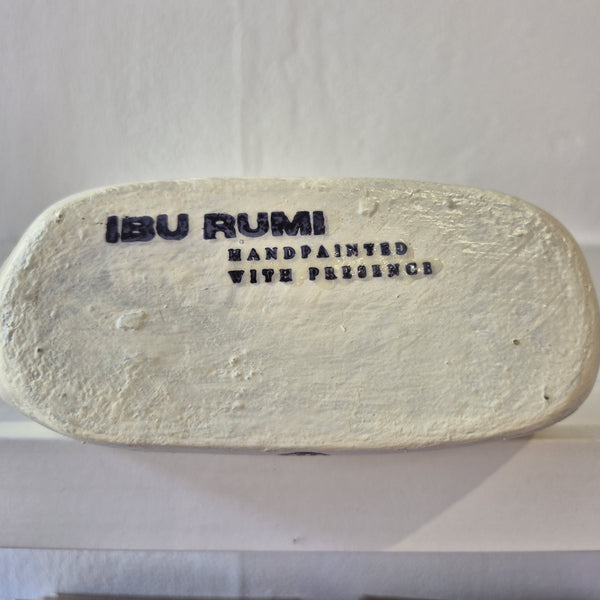 IBU RUMI
HANDPAINTED
WITH PRESENCE